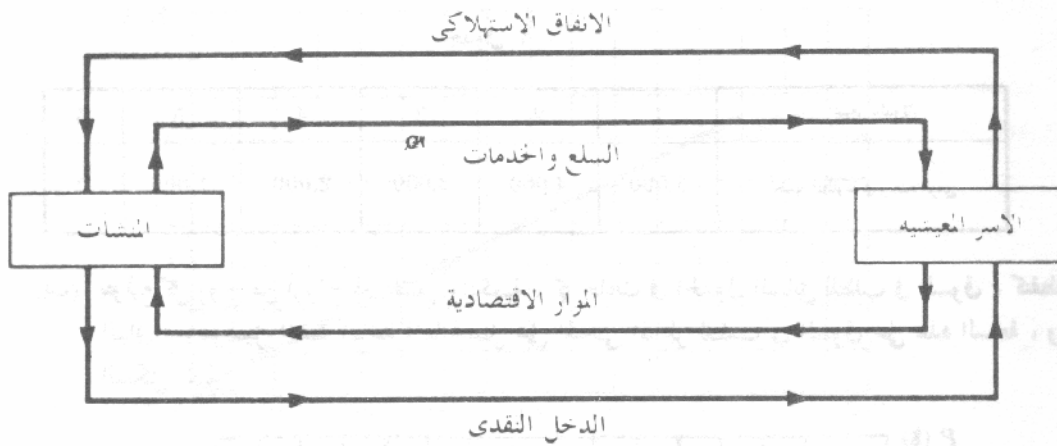 الانفاق الاستهلاكى
السلع والخدمات
الاسر المعيشيه
المنشات
الموار الاقتصادية
الدخل النقدى